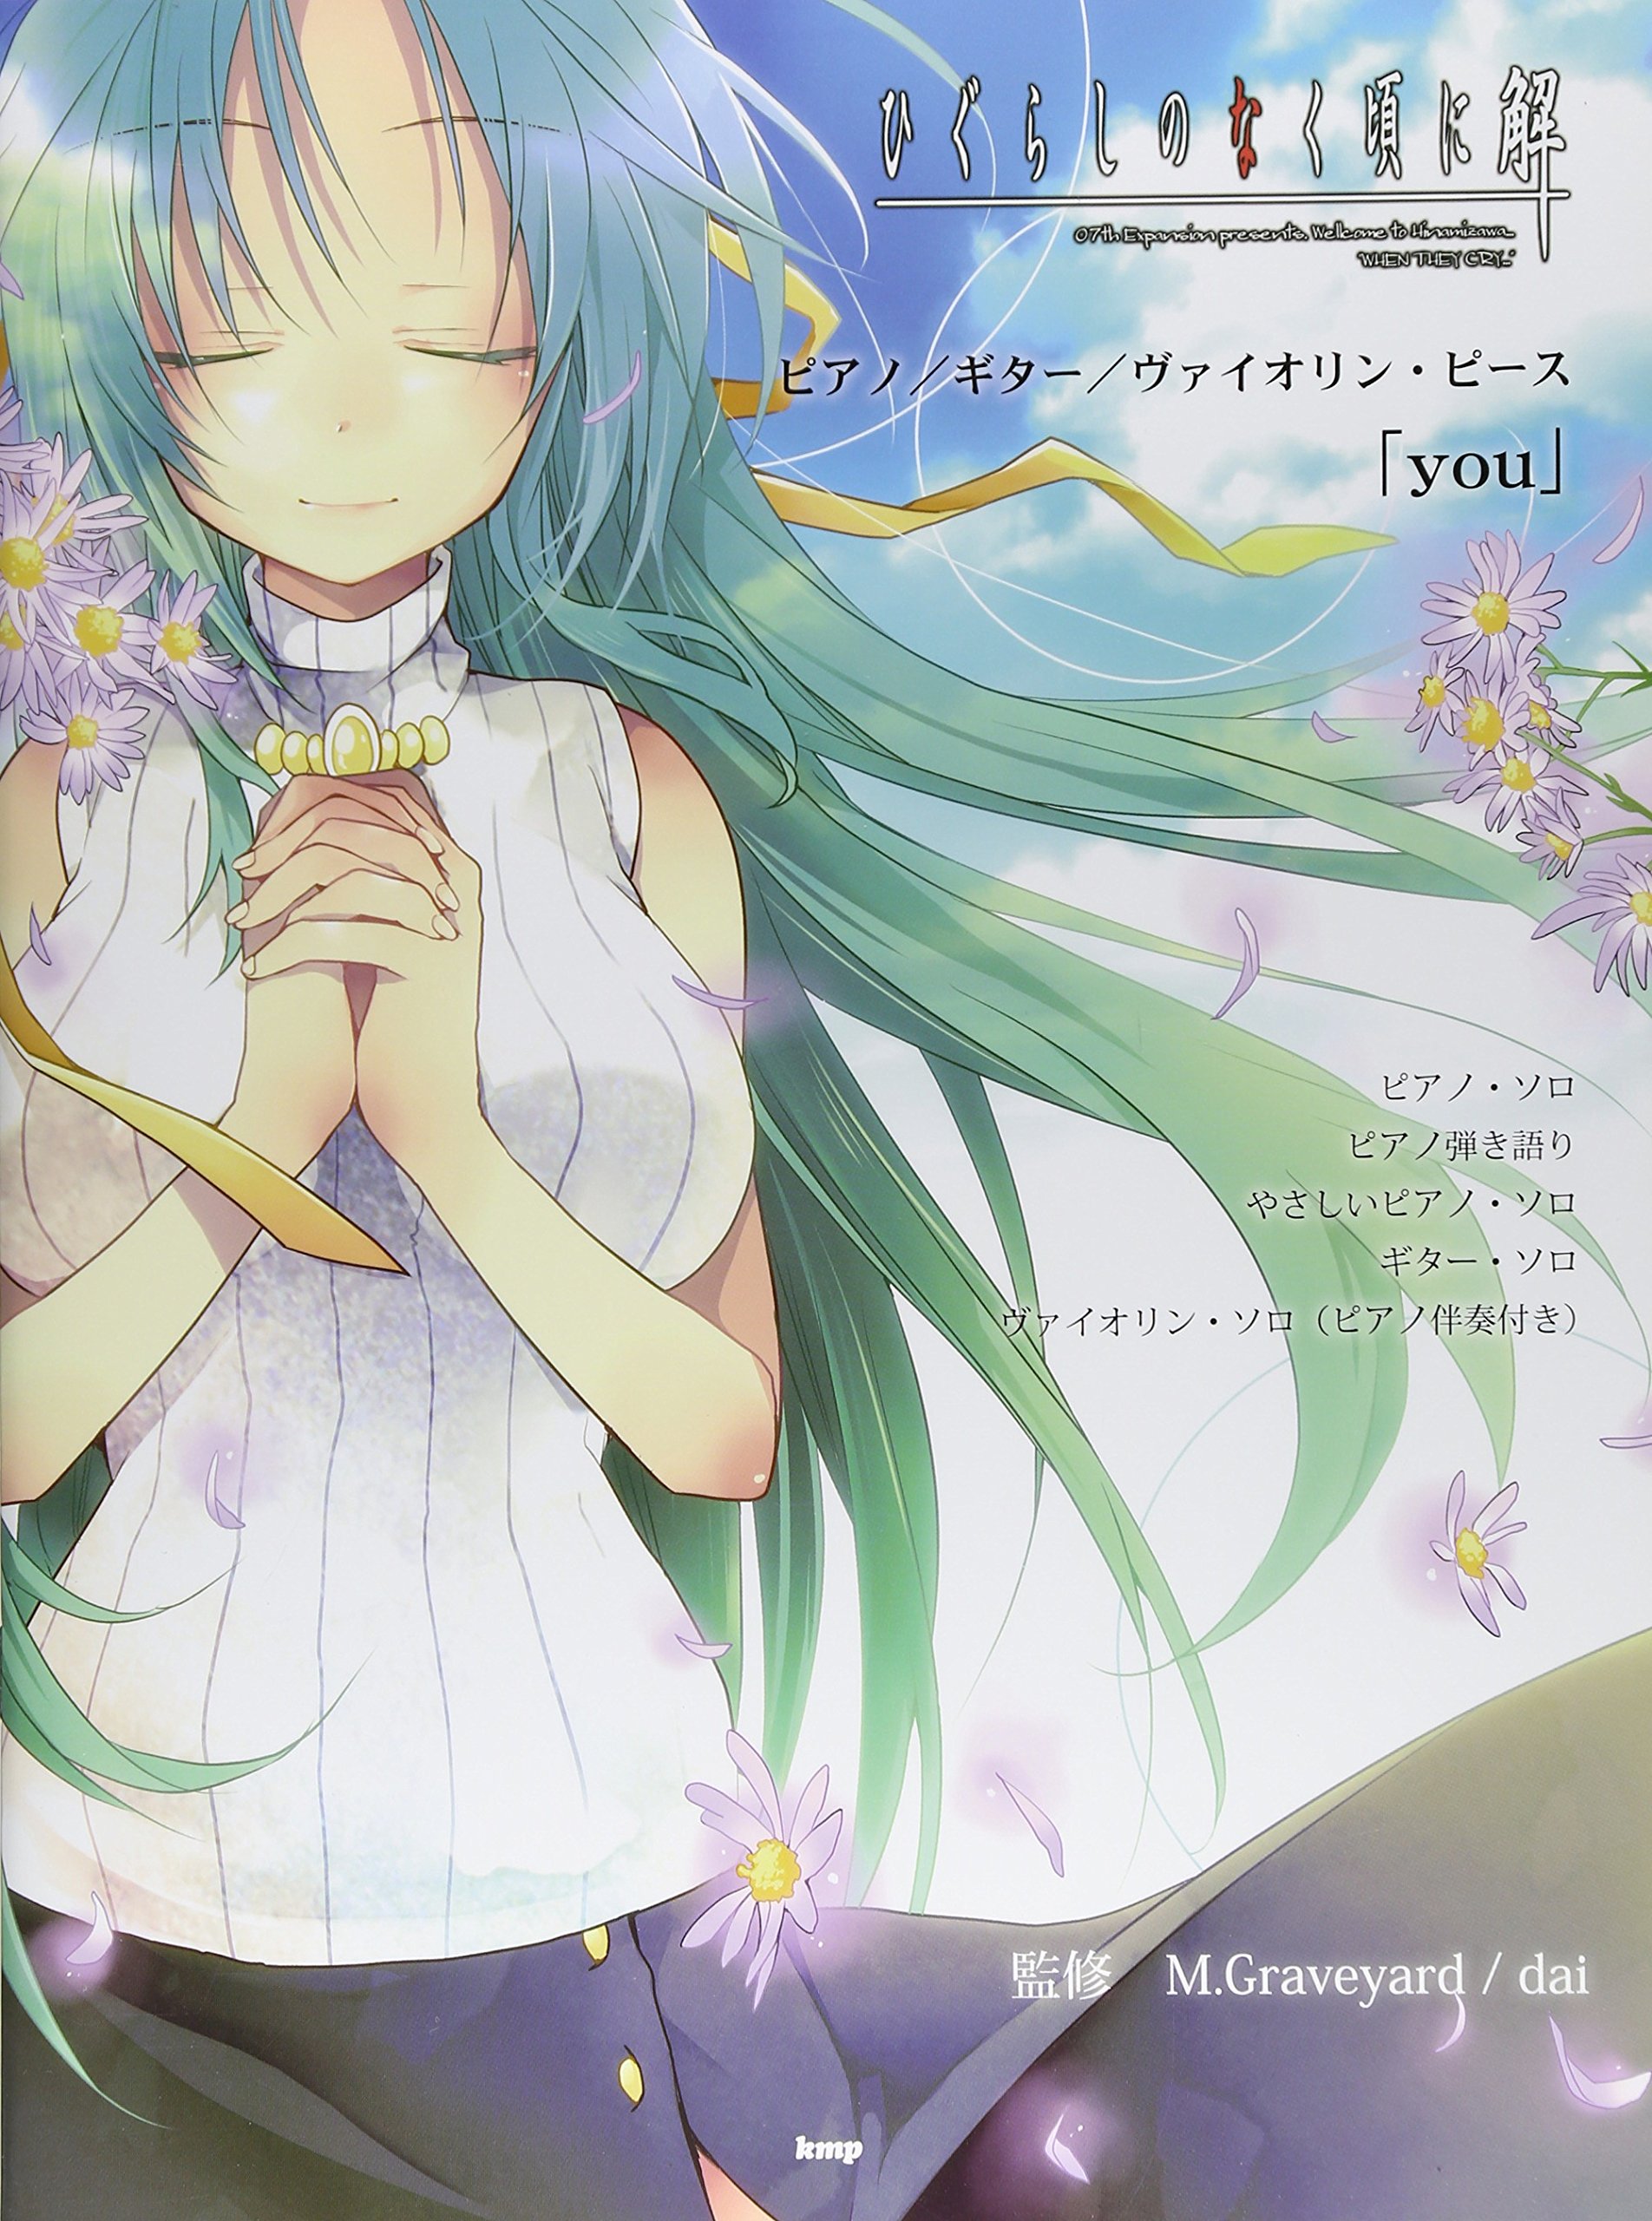 ひぐらしのなく頃に解
07th Expansion presents. Wellcome to Hinamizawa...
"WHEN THEY CRY..."
ピアノ／ギター／ヴァイオリン・ピース
「you」
ピアノ・ソロ
ピアノ弾き語り
やさしいピアノ・ソロ
ギター・ソロ
ヴァイオリン・ソロ（ピアノ伴奏付き）
監修　M.Graveyard / dai
kmp